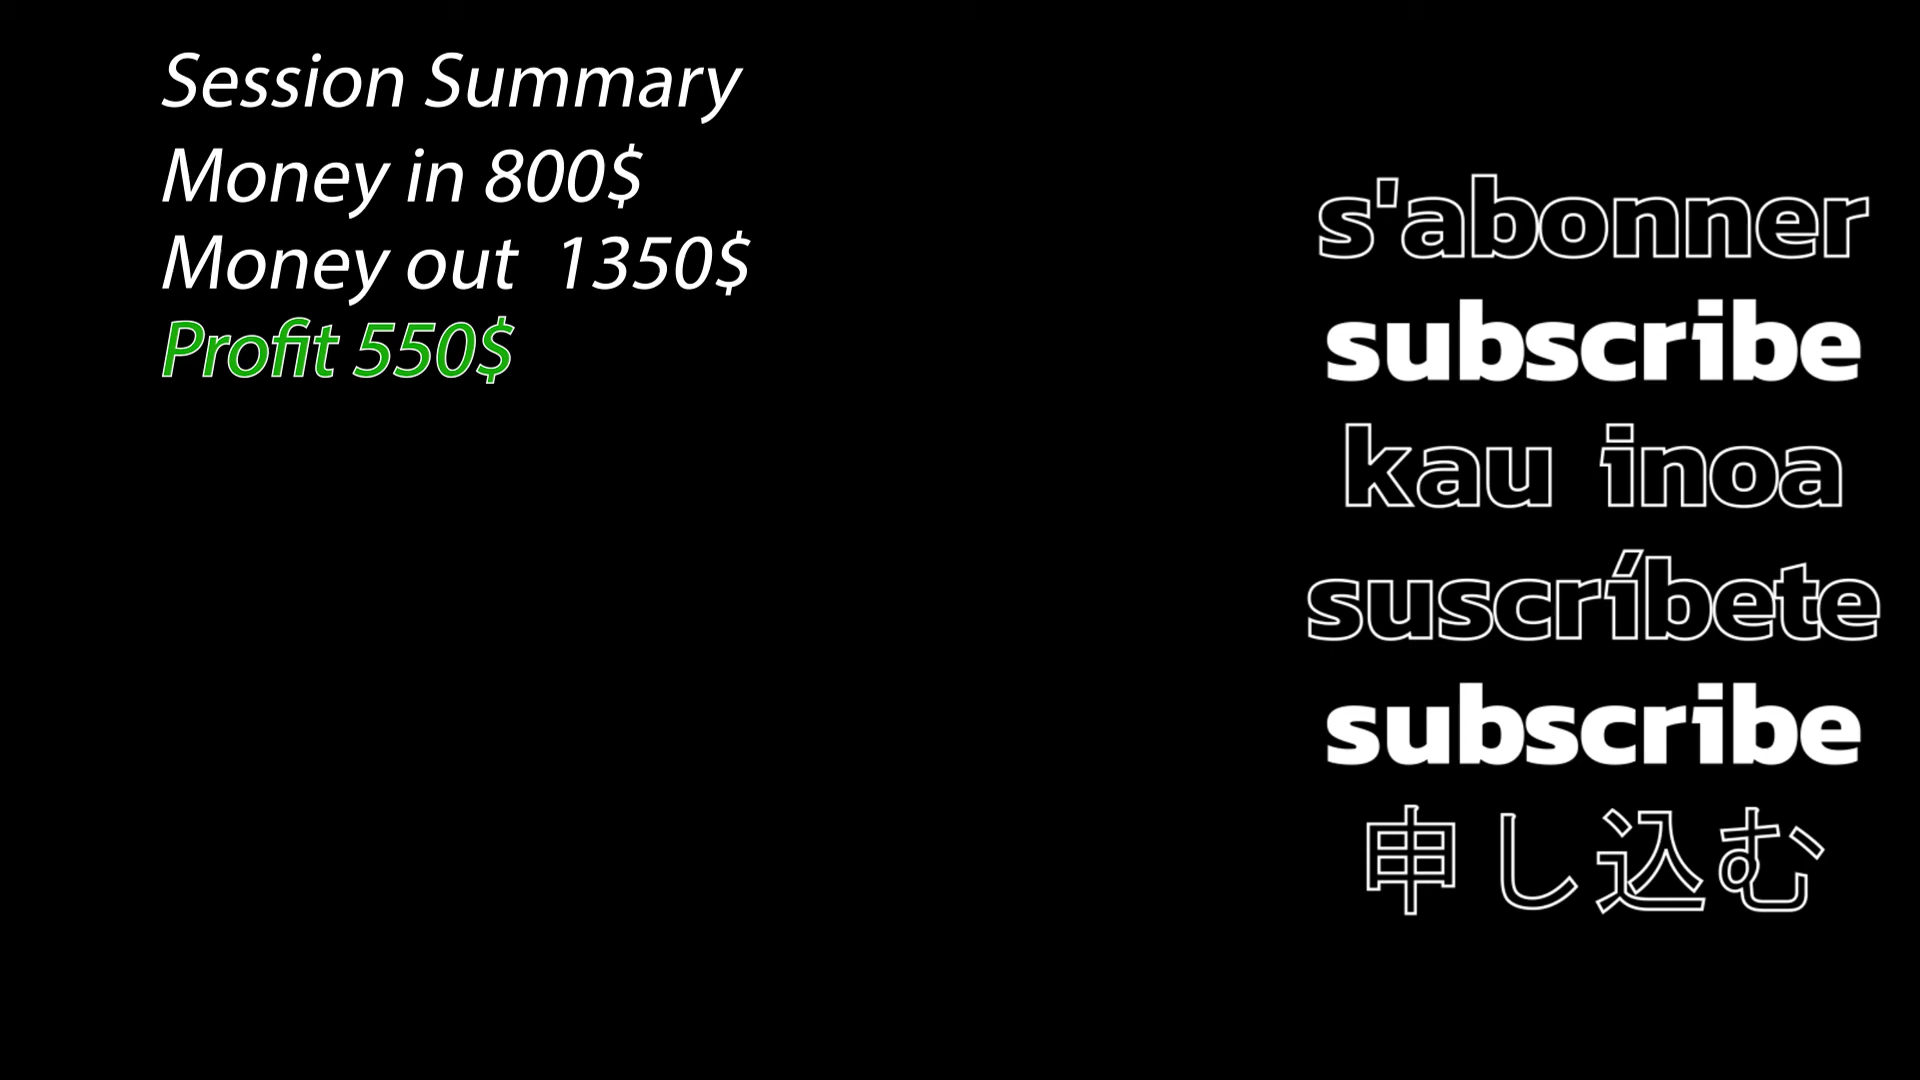 Session Summary
Money in 800$
Money out 1350$
Profit 550$
s'abonner
subscribe
kau inoa
suscríbete
subscribe
申し込む